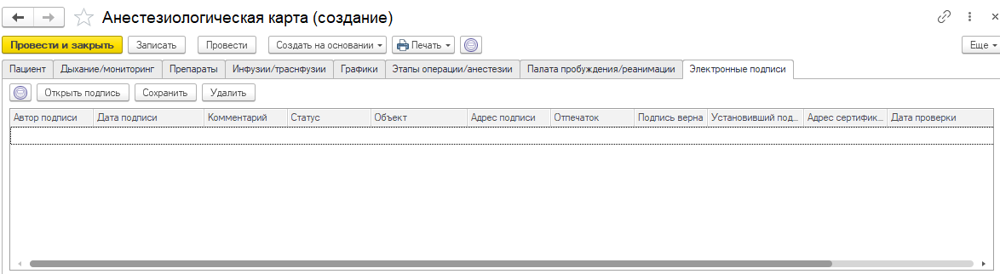 Анестезиологическая карта (создание)
Провести и закрыть Записать Провести Создать на основании Печать Еще
Пациент Дыхание/мониторинг Препараты Инфузии/траснфузии Графики Этапы операции/анестезии Палата пробуждения/реанимации Электронные подписи
Открыть подпись Сохранить Удалить
Автор подписи Дата подписи Комментарий Статус Объект Адрес подписи Отпечаток Подпись верна Установивший под... Адрес сертифик... Дата проверки